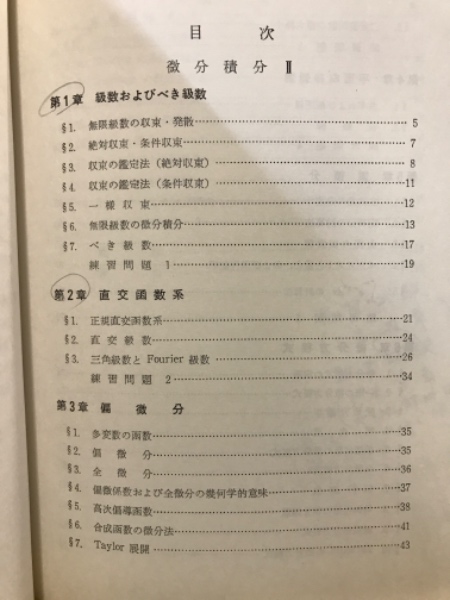 目次
微分積分 Ⅱ
第1章 級数およびべき級数
§1. 無限級数の収束・発散 5
§2. 絶対収束・条件収束 7
§3. 収束の鑑定法(絶対収束) 8
§4. 収束の鑑定法(条件収束) 11
§5. 一様収束 12
§6. 無限級数の微分積分 13
§7. べき級数 17
練習問題 1 19
第2章 直交函数系
§1. 正規直交函数系 21
§2. 直交級数 24
§3. 三角級数と Fourier 級数 26
練習問題 2 34
第3章 偏微分
§1. 多変数の函数 35
§2. 偏微分 35
§3. 全微分 36
§4. 偏微係数および全微分の幾何学的意味 37
§5. 高次偏導函数 38
§6. 合成函数の微分法 41
§7. Taylor 展開 43